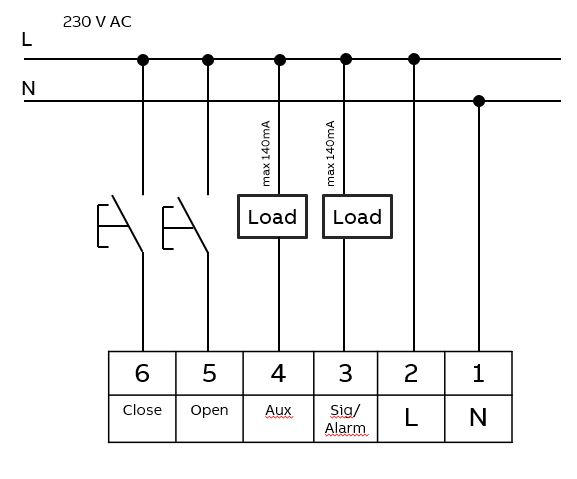 230 V AC
L
N
max 140mA
max 140mA
Load
Load
6 5 4 3 2 1
Close Open Aux Sig/ L N
Alarm